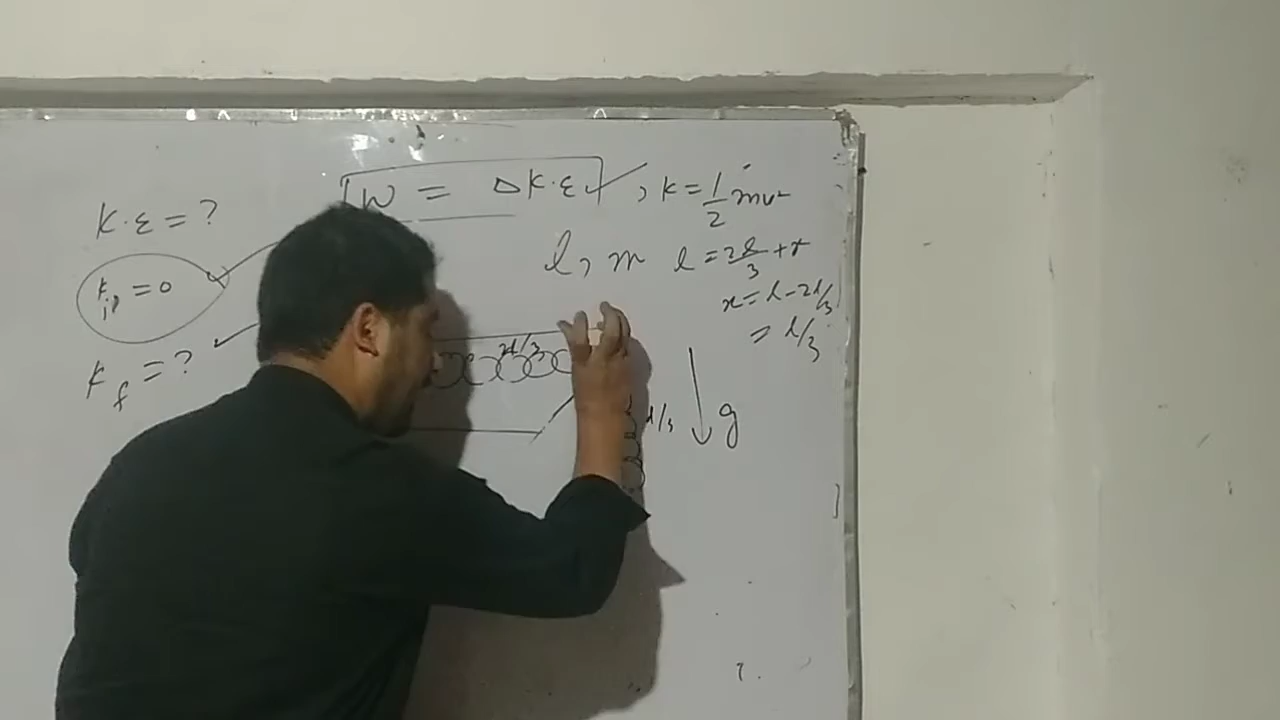 W = ΔK·ε, K = 1/2 mv²
K·ε = ?
l, m
l = 2l/3 + x
x = l - 2l/3
= l/3
K_i = 0
K_f = ?
2l/3
l/3
g